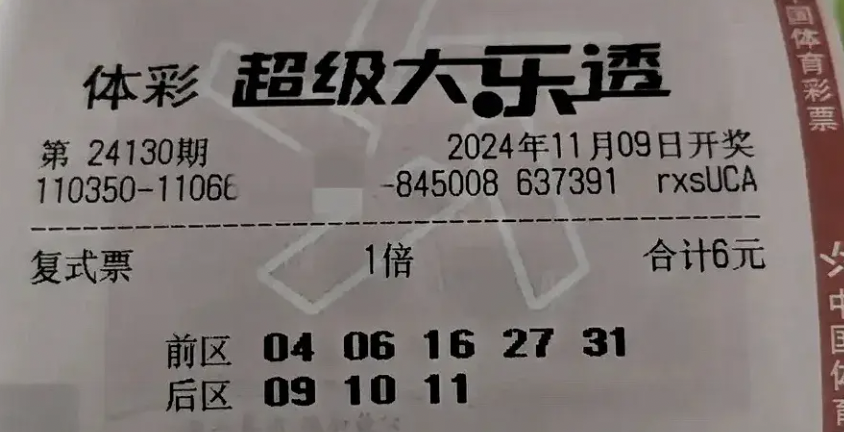 体彩 超级大乐透
第 24130期 2024年11月09日开奖
110350-11066 -845008 637391 rxsUCA
复式票 1倍 合计6元
前区 04 06 16 27 31
后区 09 10 11
国体育彩票
中国体育